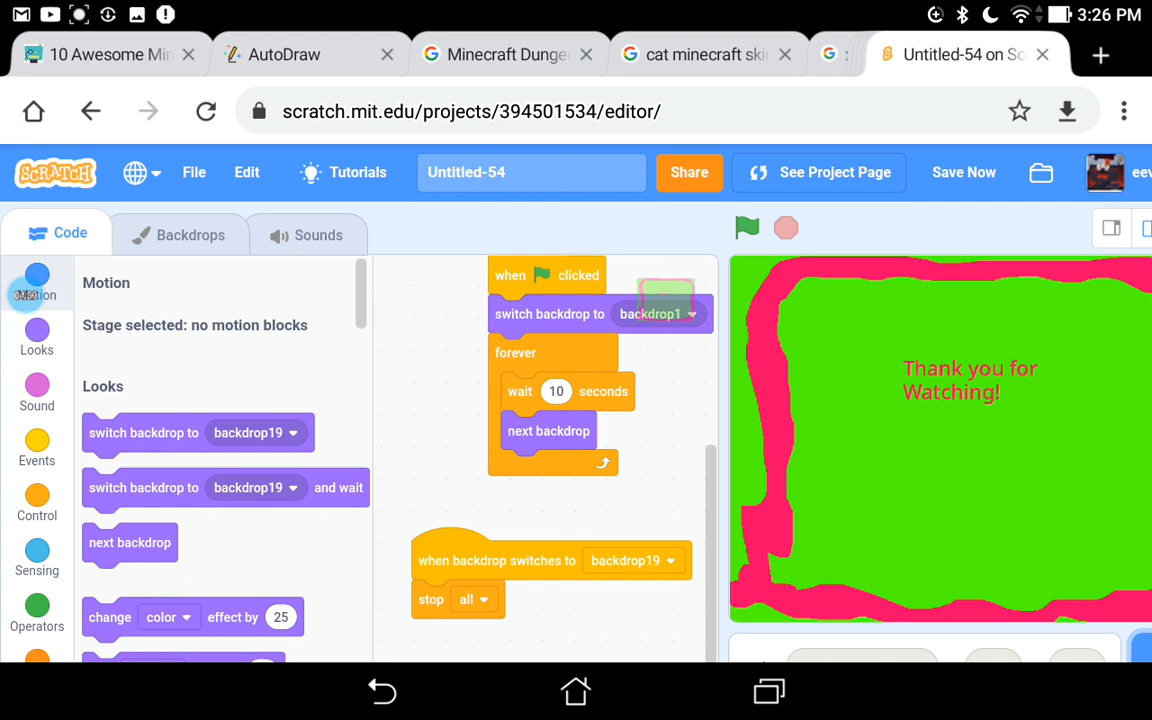 3:26 PM
10 Awesome Min
AutoDraw
Minecraft Dunge
cat minecraft ski
Untitled-54 on Sc
scratch.mit.edu/projects/394501534/editor/
SCRATCH
File
Edit
Tutorials
Untitled-54
Share
See Project Page
Save Now
eev
Code
Backdrops
Sounds
Motion
Looks
Sound
Events
Control
Sensing
Operators
Motion
Stage selected: no motion blocks
Looks
switch backdrop to backdrop19
switch backdrop to backdrop19 and wait
next backdrop
change color effect by 25
when clicked
switch backdrop to backdrop1
forever
wait 10 seconds
next backdrop
when backdrop switches to backdrop19
stop all
Thank you for
Watching!